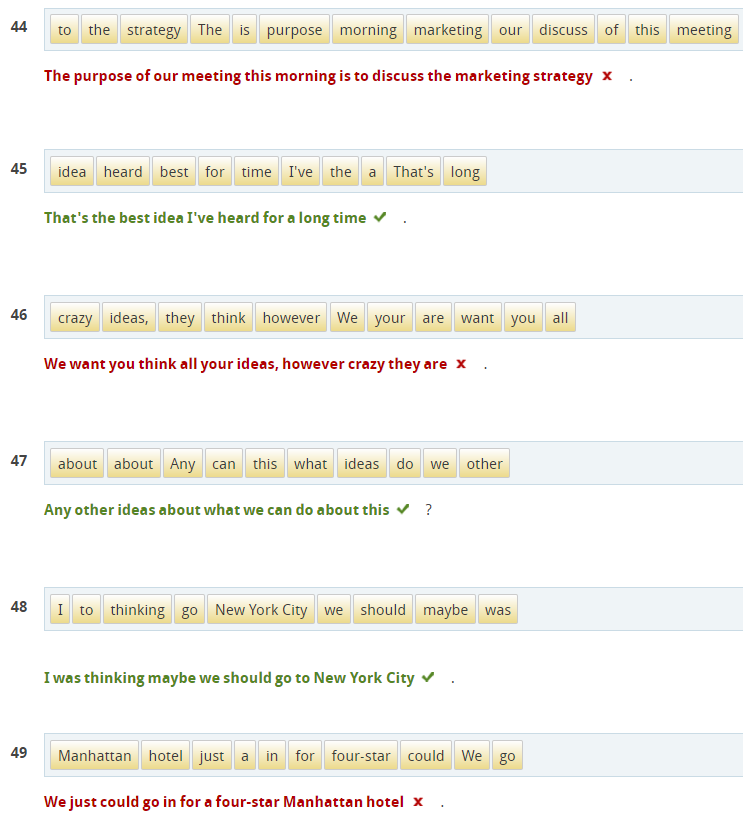 44 to the strategy The is purpose morning marketing our discuss of this meeting
The purpose of our meeting this morning is to discuss the marketing strategy ✘ .
45 idea heard best for time I've the a That's long
That's the best idea I've heard for a long time ✔ .
46 crazy ideas, they think however We your are want you all
We want you think all your ideas, however crazy they are ✘ .
47 about about Any can this what ideas do we other
Any other ideas about what we can do about this ✔ ?
48 I to thinking go New York City we should maybe was
I was thinking maybe we should go to New York City ✔ .
49 Manhattan hotel just a in for four-star could We go
We just could go in for a four-star Manhattan hotel ✘ .